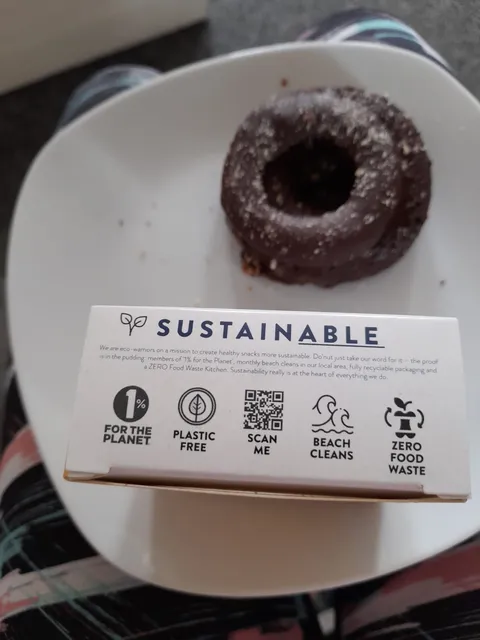 SUSTAINABLE
We are eco-warriors on a mission to create healthy snacks more sustainable. Do'nut just take our word for it - the proof
is in the pudding: members of '1% for the Planet', monthly beach cleans in our local area, fully recyclable packaging and
a ZERO Food Waste Kitchen. Sustainability really is at the heart of everything we do.
1%
FOR THE
PLANET
PLASTIC
FREE
SCAN
ME
BEACH
CLEANS
ZERO
FOOD
WASTE